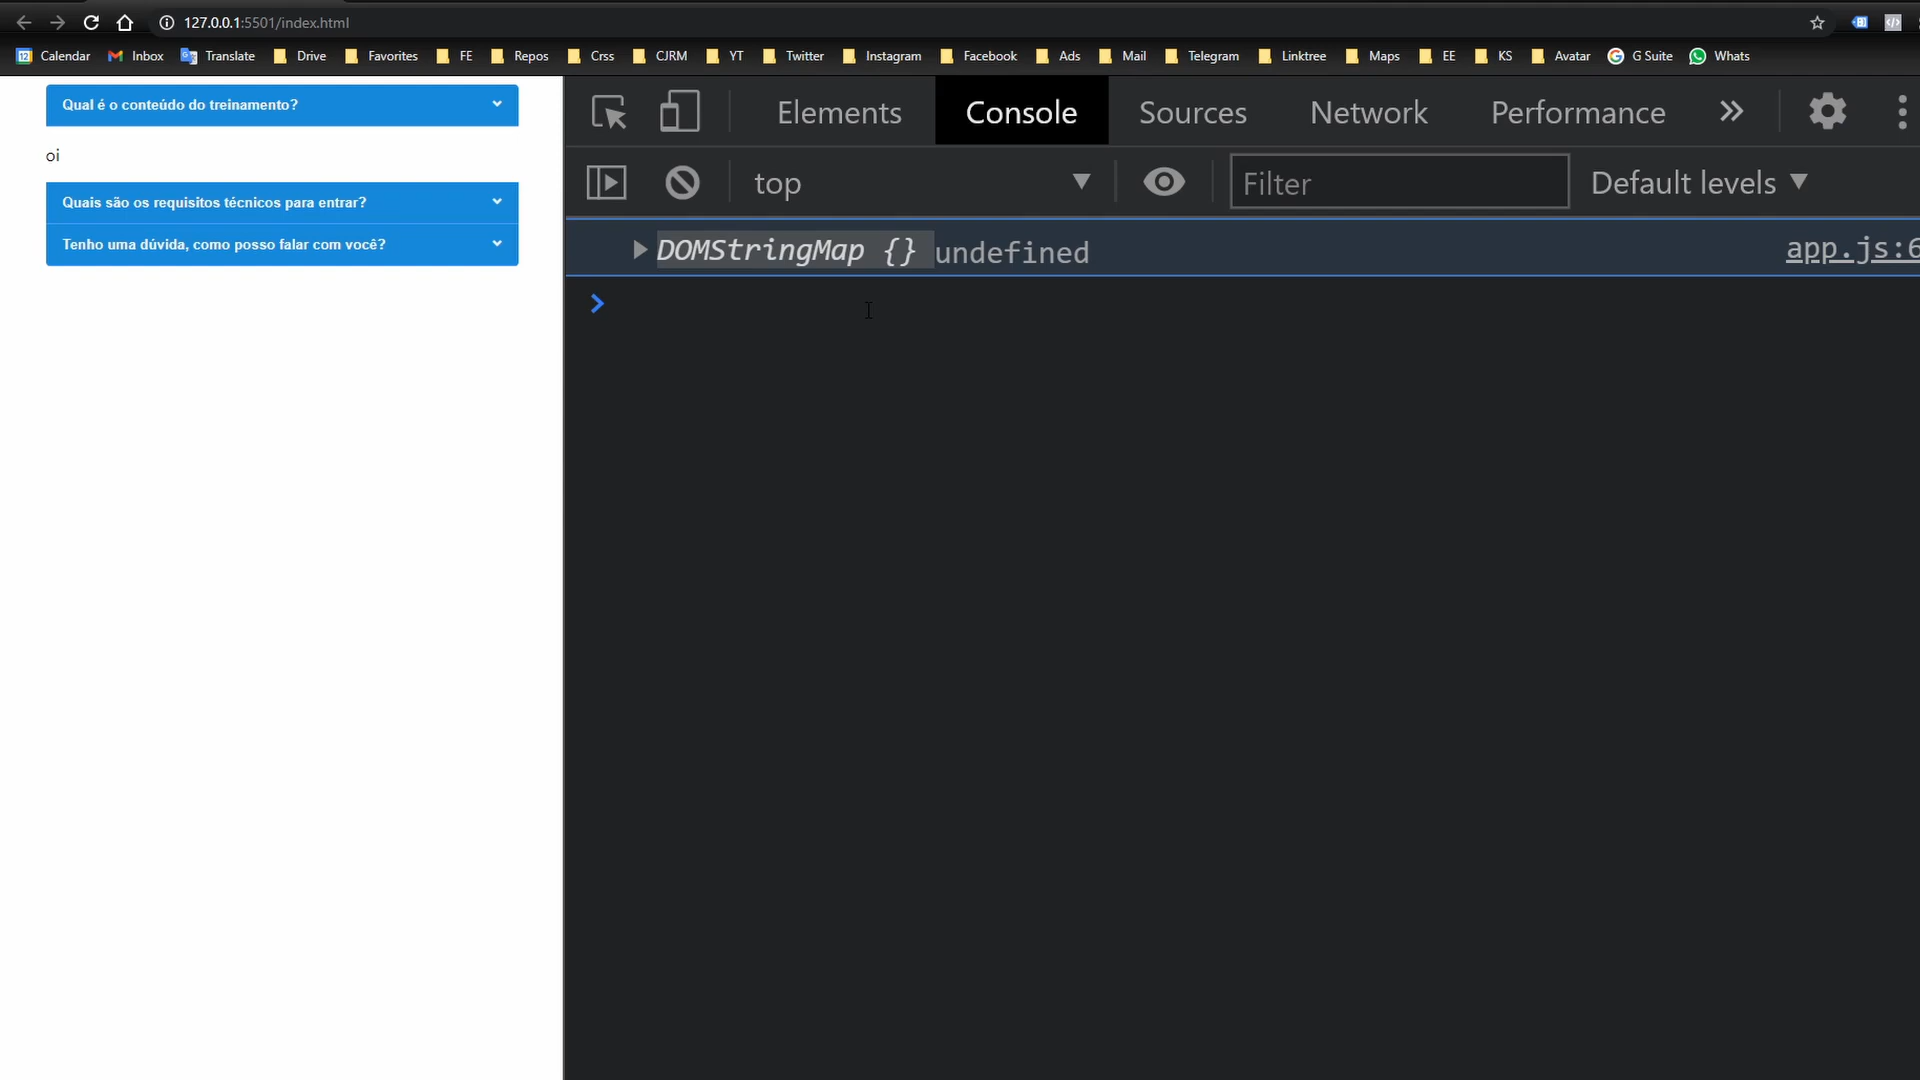 127.0.0.1:5501/index.html
Calendar Inbox Translate Drive Favorites FE Repos Crss CJRM YT Twitter Instagram Facebook Ads Mail Telegram Linktree Maps EE KS Avatar G Suite Whats
Qual é o conteúdo do treinamento?
oi
Quais são os requisitos técnicos para entrar?
Tenho uma dúvida, como posso falar com você?
Elements Console Sources Network Performance
top Filter Default levels
DOMStringMap {} undefined app.js:6